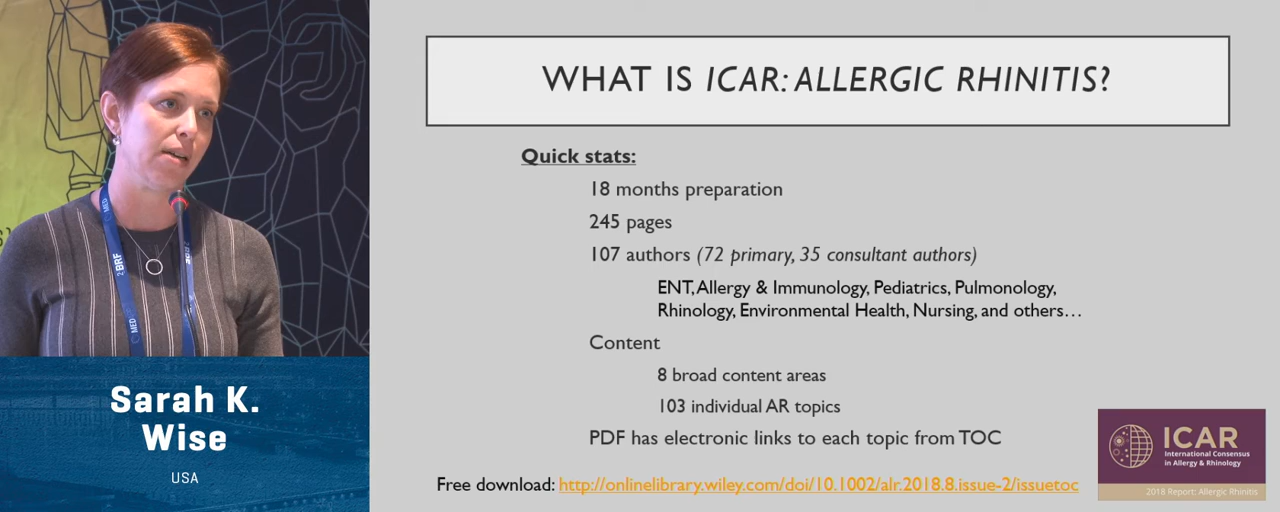 WHAT IS ICAR: ALLERGIC RHINITIS?
Quick stats:
18 months preparation
245 pages
107 authors (72 primary, 35 consultant authors)
ENT, Allergy & Immunology, Pediatrics, Pulmonology,
Rhinology, Environmental Health, Nursing, and others…
Content
8 broad content areas
103 individual AR topics
PDF has electronic links to each topic from TOC
Free download: http://onlinelibrary.wiley.com/doi/10.1002/alr.2018.8.issue-2/issuetoc
ICAR
International Consensus
in Allergy & Rhinology
2018 Report: Allergic Rhinitis
Sarah K.
Wise
USA
MED
BRF
MED